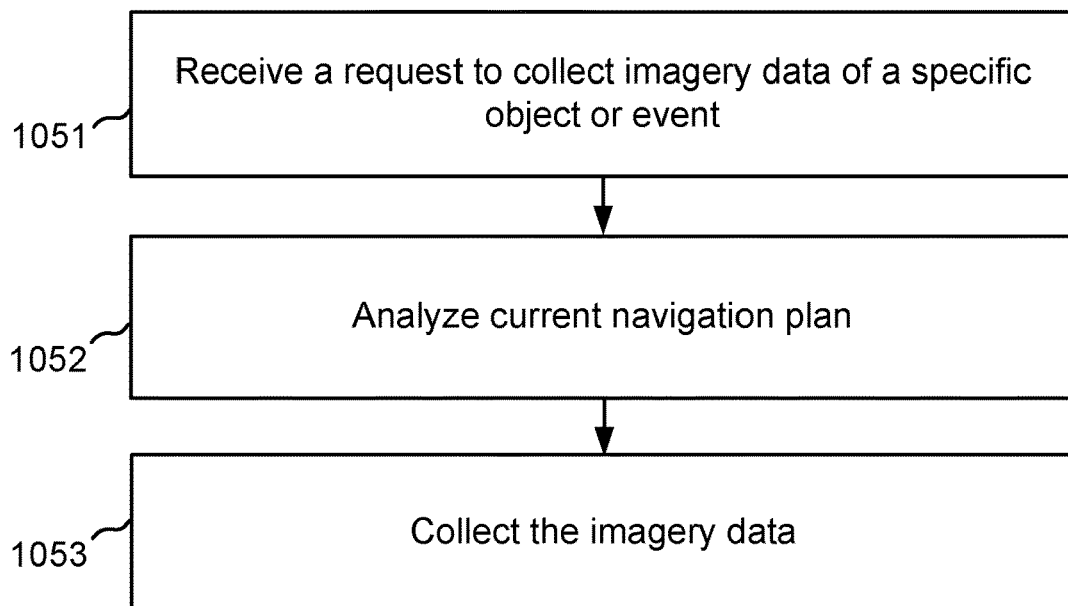 Receive a request to collect imagery data of a specific
object or event
1051
Analyze current navigation plan
1052
Collect the imagery data
1053